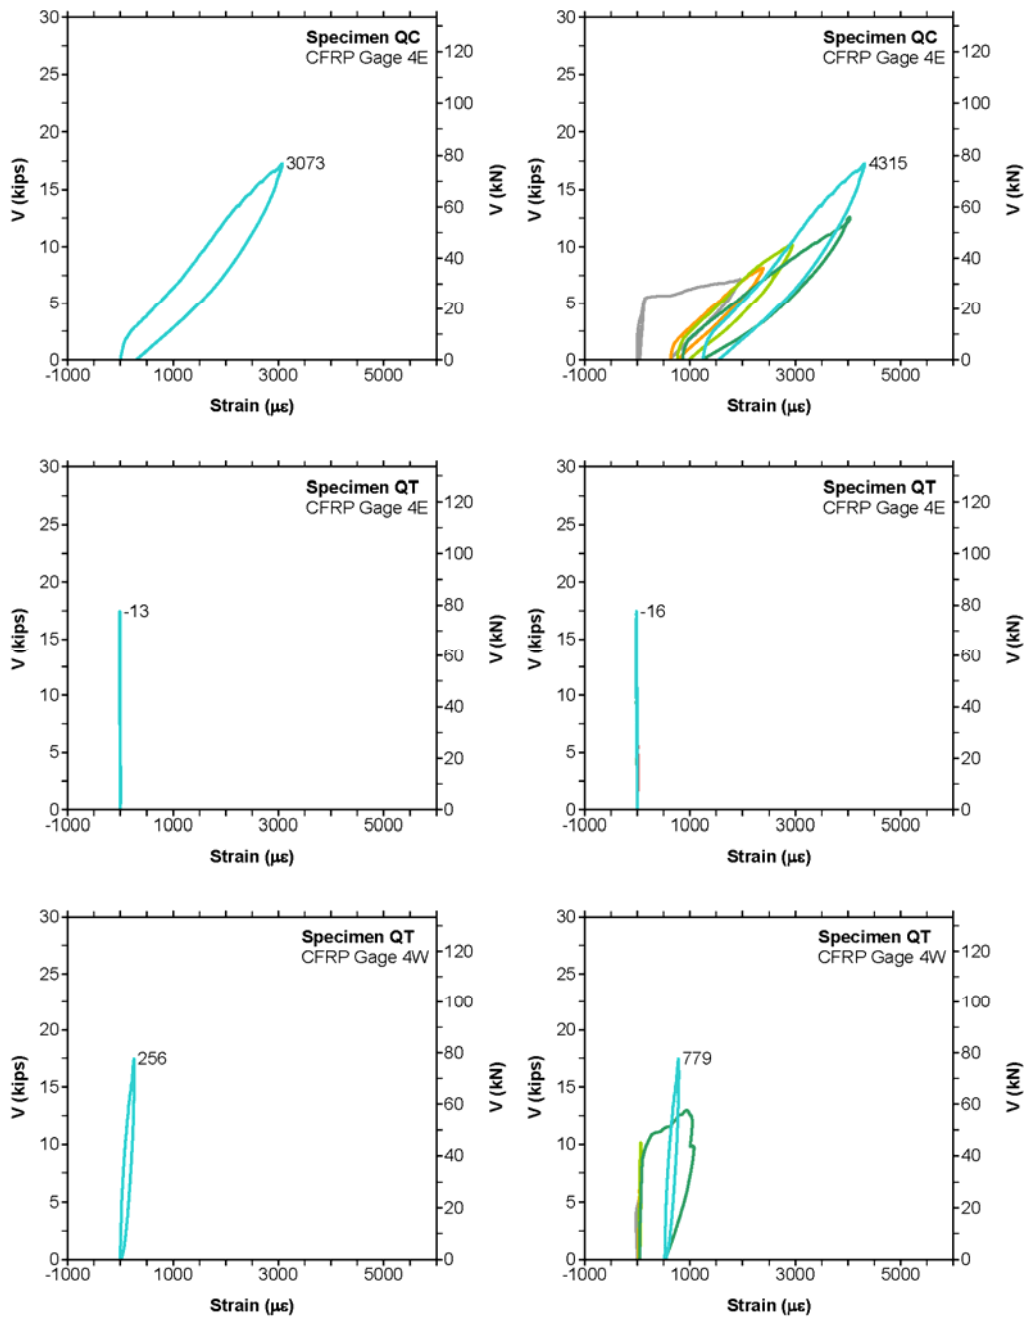 Specimen QC
CFRP Gage 4E
30
25
20
15
10
5
0
120
100
80
60
40
20
0
3073
V (kips)
V (kN)
-1000 1000 3000 5000
Strain (µε)
Specimen QC
CFRP Gage 4E
30
25
20
15
10
5
0
120
100
80
60
40
20
0
4315
V (kips)
V (kN)
-1000 1000 3000 5000
Strain (µε)
Specimen QT
CFRP Gage 4E
30
25
20
15
10
5
0
120
100
80
60
40
20
0
-13
V (kips)
V (kN)
-1000 1000 3000 5000
Strain (µε)
Specimen QT
CFRP Gage 4E
30
25
20
15
10
5
0
120
100
80
60
40
20
0
-16
V (kips)
V (kN)
-1000 1000 3000 5000
Strain (µε)
Specimen QT
CFRP Gage 4W
30
25
20
15
10
5
0
120
100
80
60
40
20
0
256
V (kips)
V (kN)
-1000 1000 3000 5000
Strain (µε)
Specimen QT
CFRP Gage 4W
30
25
20
15
10
5
0
120
100
80
60
40
20
0
779
V (kips)
V (kN)
-1000 1000 3000 5000
Strain (µε)